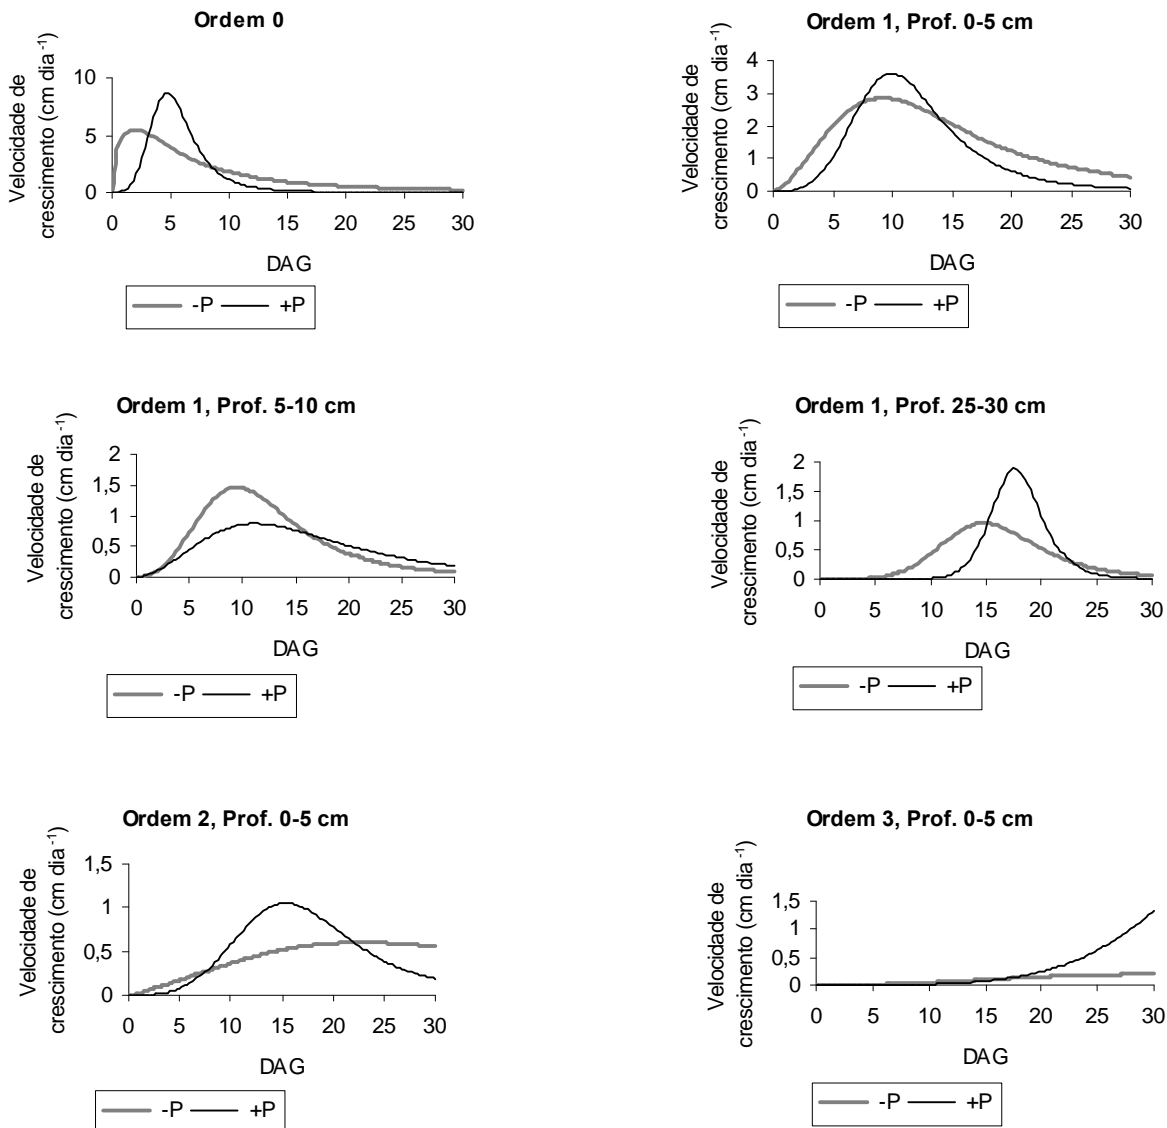 Ordem 0
Velocidade de
crescimento (cm dia⁻¹)
10
5
0
0 5 10 15 20 25 30
DAG
-P +P
Ordem 1, Prof. 0-5 cm
Velocidade de
crescimento (cm dia⁻¹)
4
3
2
1
0
0 5 10 15 20 25 30
DAG
-P +P
Ordem 1, Prof. 5-10 cm
Velocidade de
crescimento (cm dia⁻¹)
2
1,5
1
0,5
0
0 5 10 15 20 25 30
DAG
-P +P
Ordem 1, Prof. 25-30 cm
Velocidade de
crescimento (cm dia⁻¹)
2
1,5
1
0,5
0
0 5 10 15 20 25 30
DAG
-P +P
Ordem 2, Prof. 0-5 cm
Velocidade de
crescimento (cm dia⁻¹)
1,5
1
0,5
0
0 5 10 15 20 25 30
DAG
-P +P
Ordem 3, Prof. 0-5 cm
Velocidade de
crescimento (cm dia⁻¹)
1,5
1
0,5
0
0 5 10 15 20 25 30
DAG
-P +P